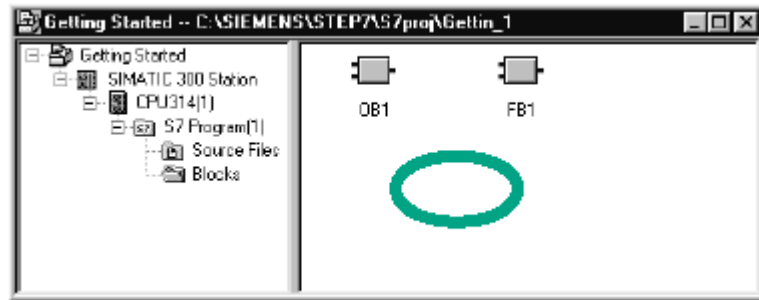 Getting Started -- C:\SIEMENS\STEP7\S7proj\Gettin_1
Getting Started
SIMATIC 300 Station
CPU314(1)
S7 Program(1)
Source Files
Blocks
OB1 FB1